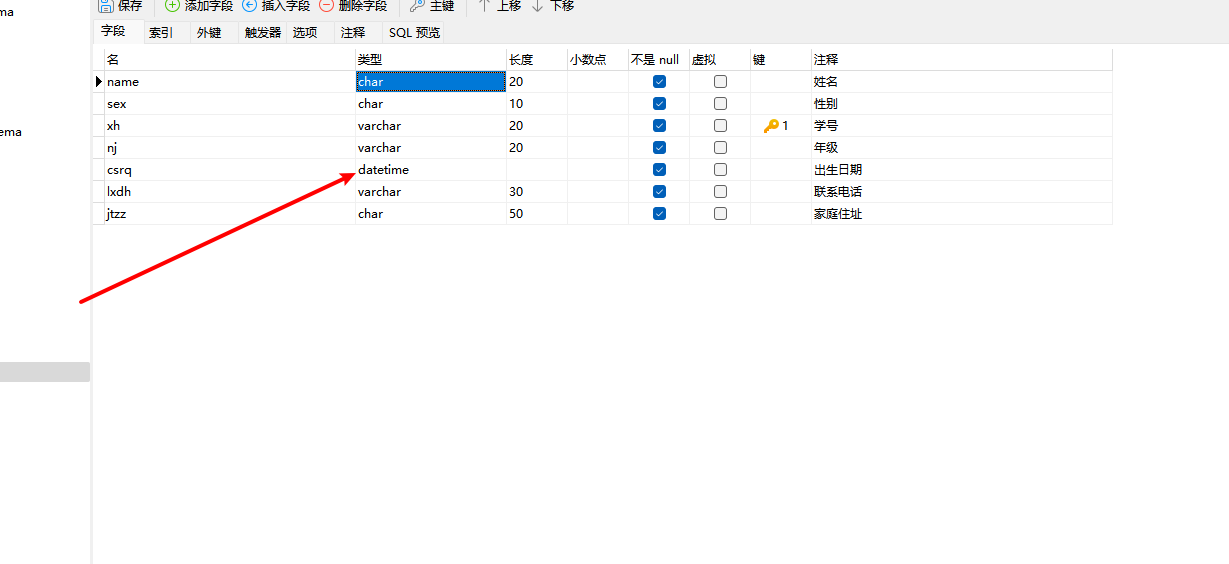 ma
保存 添加字段 插入字段 删除字段 主键 上移 下移
字段 索引 外键 触发器 选项 注释 SQL 预览
名 类型 长度 小数点 不是 null 虚拟 键 注释
name char 20 姓名
sex char 10 性别
ema
xh varchar 20 1 学号
nj varchar 20 年级
csrq datetime 出生日期
lxdh varchar 30 联系电话
jtzz char 50 家庭住址